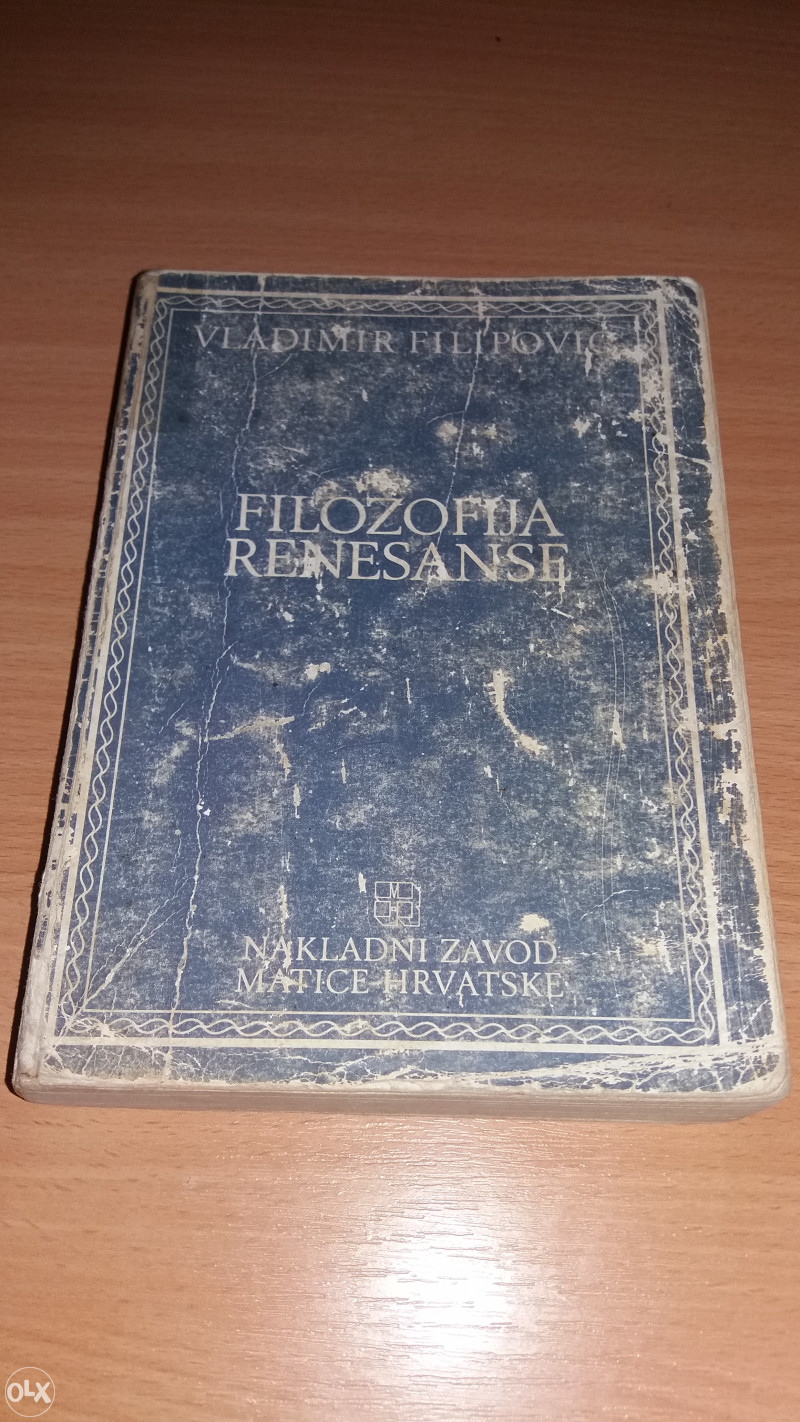 VLADIMIR FILIPOVIĆ
FILOZOFIJA
RENESANSE
NAKLADNI ZAVOD
MATICE HRVATSKE
OLX